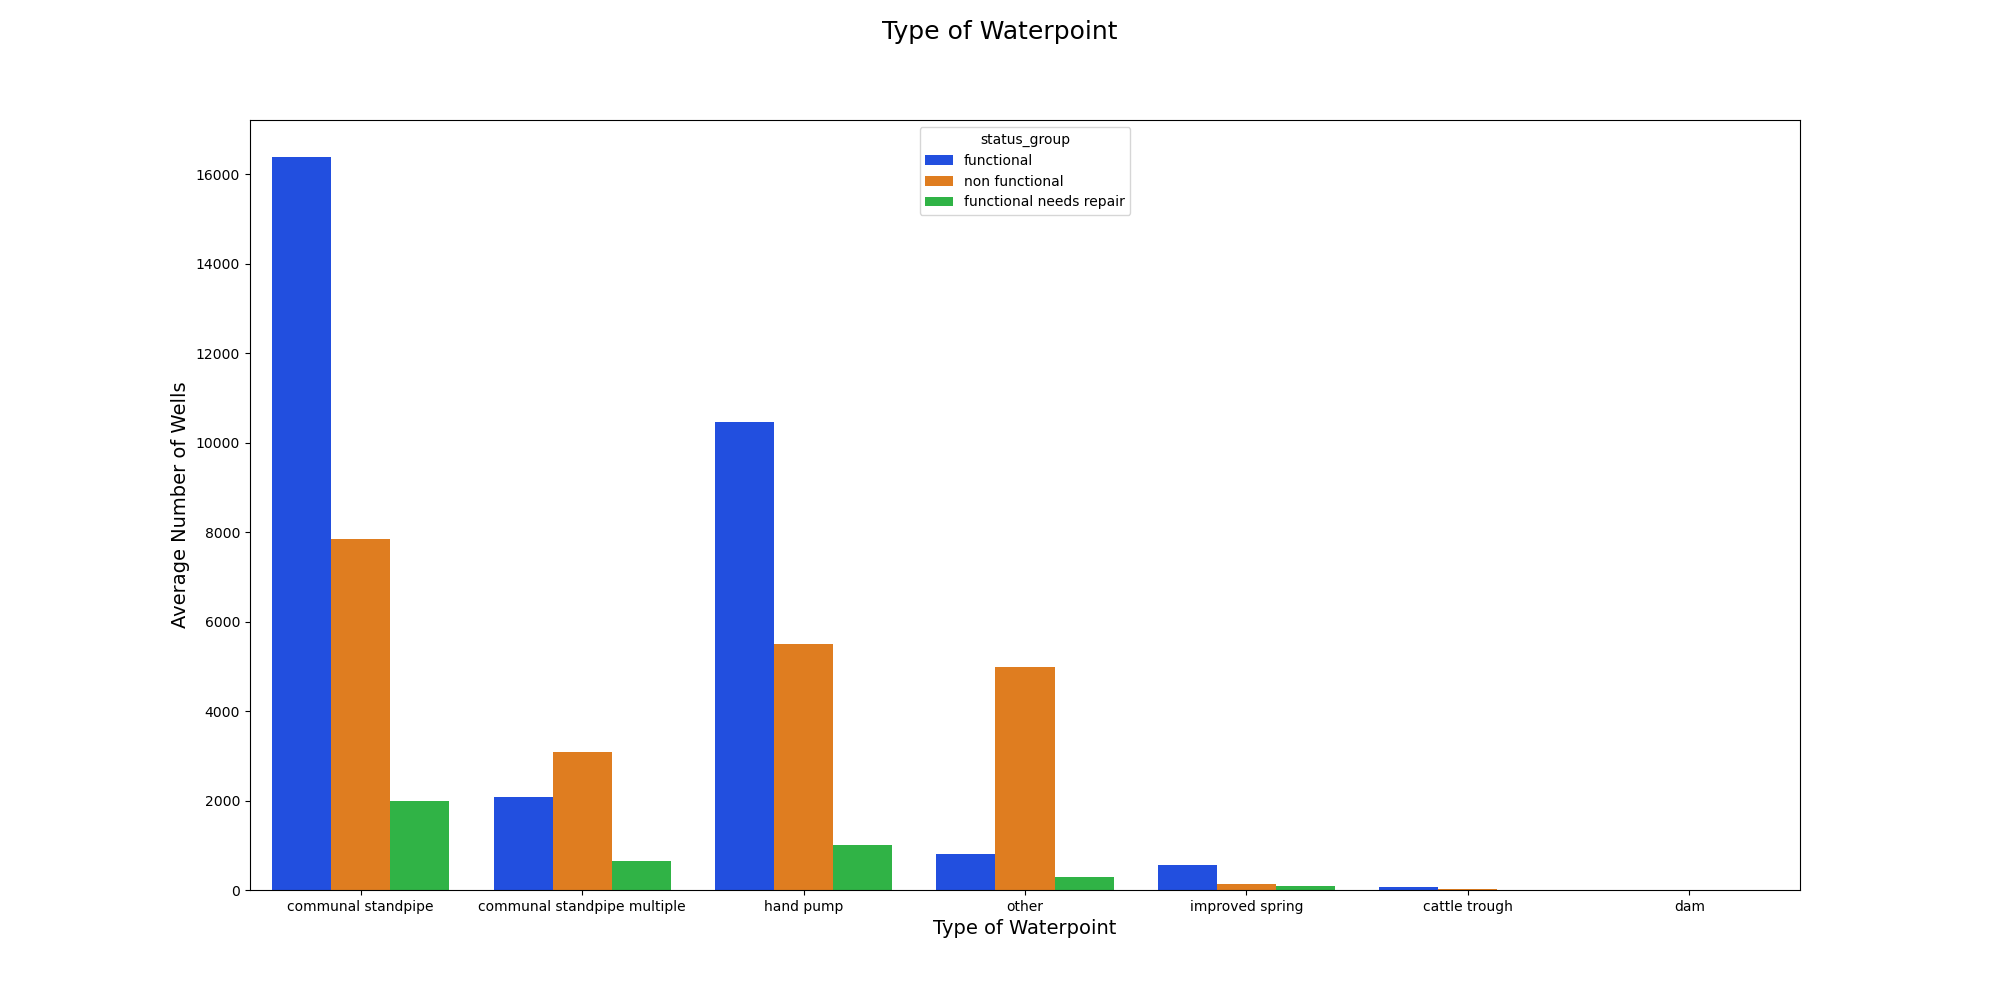 Type of Waterpoint
status_group
functional
non functional
functional needs repair
16000
14000
12000
10000
8000
6000
4000
2000
0
Average Number of Wells
communal standpipe communal standpipe multiple hand pump other improved spring cattle trough dam
Type of Waterpoint